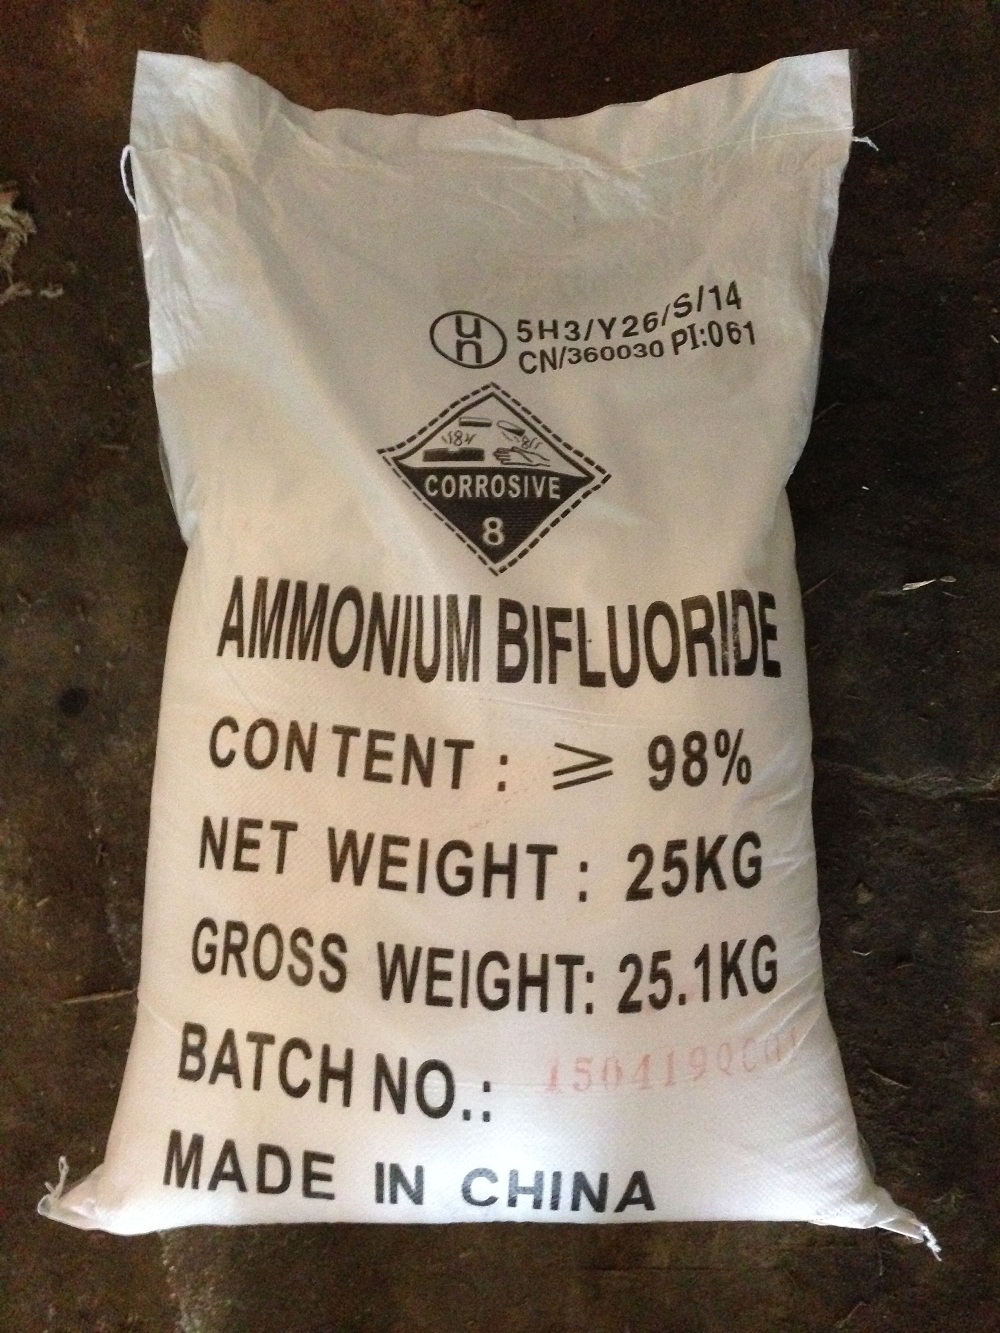 un
5H3/Y26/S/14
CN/360030 PI:061
CORROSIVE
8
AMMONIUM BIFLUORIDE
CONTENT : ≥ 98%
NET WEIGHT : 25KG
GROSS WEIGHT: 25.1KG
BATCH NO.:
MADE IN CHINA